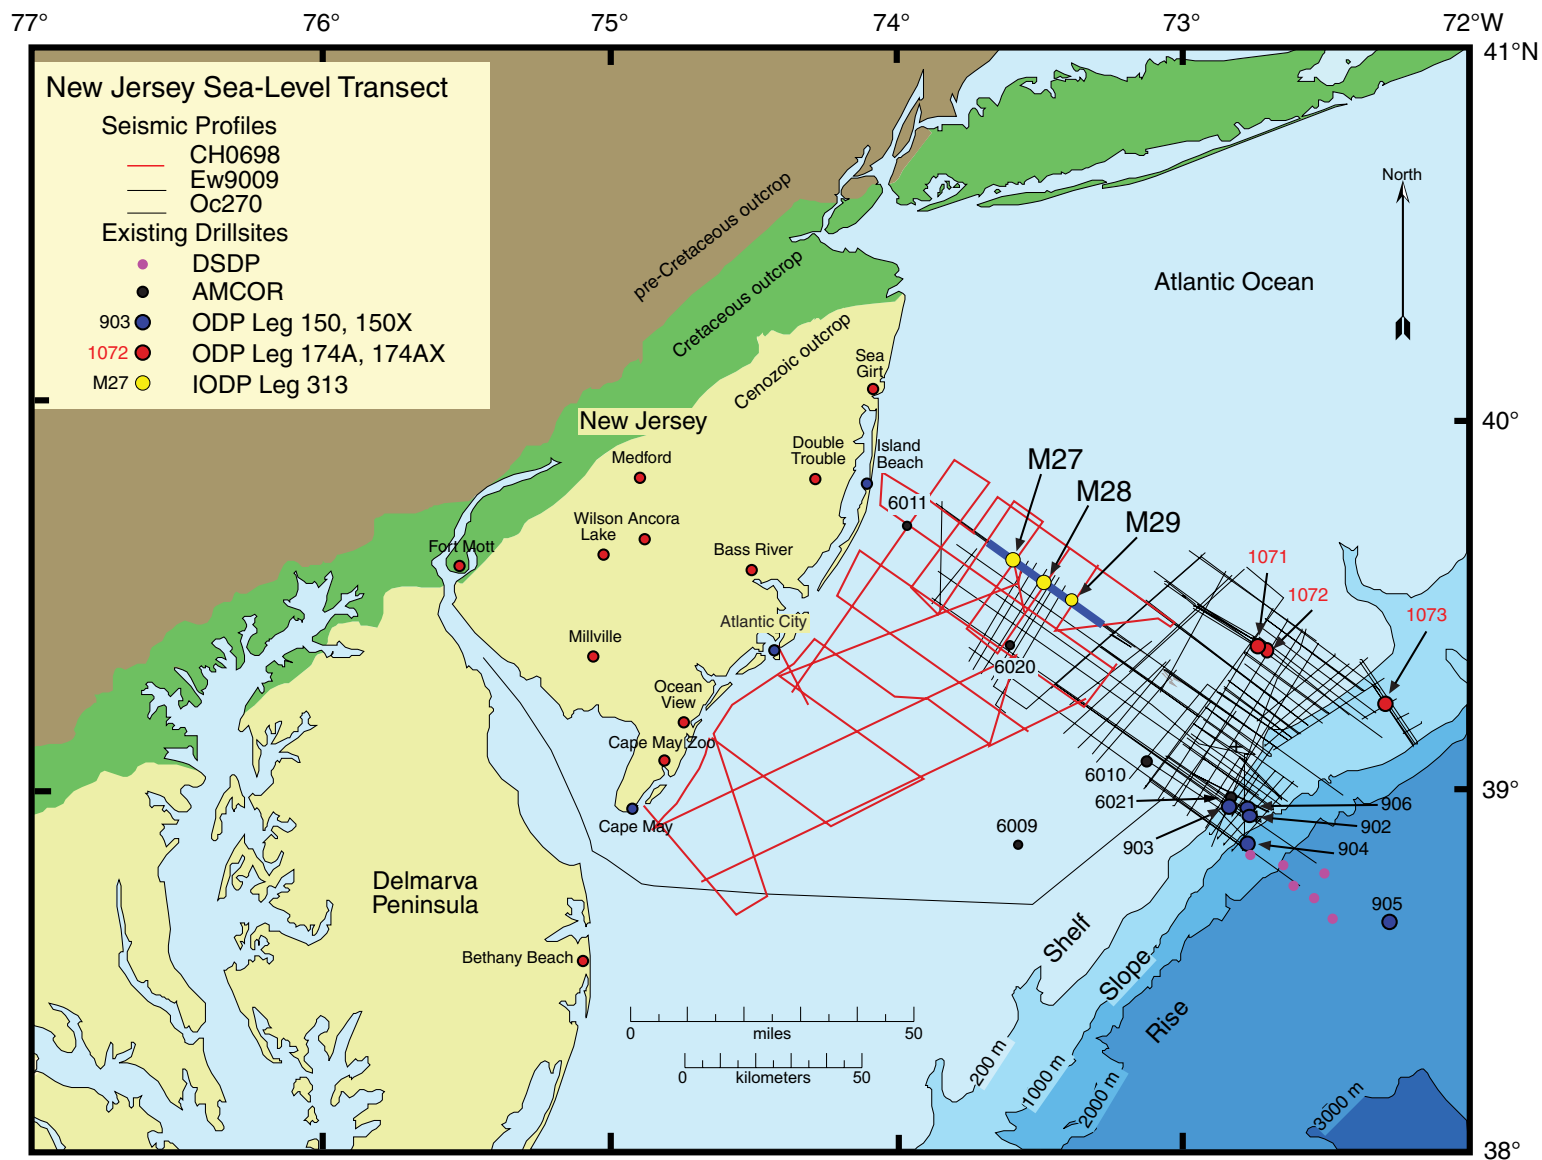 77°
76°
75°
74°
73°
72°W
41°N
New Jersey Sea-Level Transect
Seismic Profiles
CH0698
Ew9009
Oc270
Existing Drillsites
DSDP
AMCOR
903 ODP Leg 150, 150X
1072 ODP Leg 174A, 174AX
M27 IODP Leg 313
North
pre-Cretaceous outcrop
Cretaceous outcrop
Cenozoic outcrop
Atlantic Ocean
Sea
Girt
New Jersey
40°
Medford
Double
Trouble
Island
Beach
M27
M28
M29
6011
Wilson
Lake
Ancora
Fort Mott
Bass River
1071
1072
1073
Atlantic City
Millville
6020
Ocean
View
Cape May Zoo
6010
39°
6021
906
902
903
904
Cape May
6009
Delmarva
Peninsula
905
Bethany Beach
Shelf
Slope
Rise
0
miles
50
0
kilometers
50
200 m
1000 m
2000 m
3000 m
38°